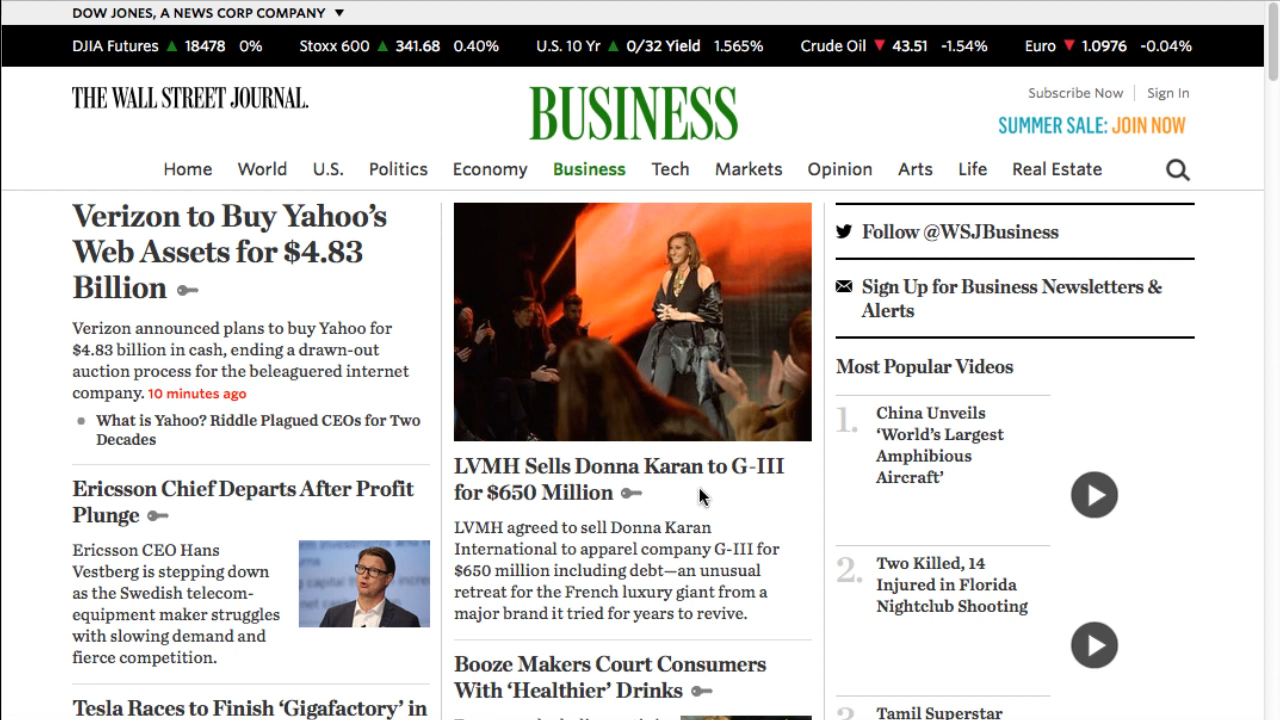 DOW JONES, A NEWS CORP COMPANY
DJIA Futures 18478 0% Stoxx 600 341.68 0.40% U.S. 10 Yr 0/32 Yield 1.565% Crude Oil 43.51 -1.54% Euro 1.0976 -0.04%
THE WALL STREET JOURNAL.
BUSINESS
Subscribe Now Sign In
SUMMER SALE: JOIN NOW
Home World U.S. Politics Economy Business Tech Markets Opinion Arts Life Real Estate
Verizon to Buy Yahoo's
Web Assets for $4.83
Billion
Verizon announced plans to buy Yahoo for
$4.83 billion in cash, ending a drawn-out
auction process for the beleaguered internet
company. 10 minutes ago
What is Yahoo? Riddle Plagued CEOs for Two
Decades
Ericsson Chief Departs After Profit
Plunge
Ericsson CEO Hans
Vestberg is stepping down
as the Swedish telecom-
equipment maker struggles
with slowing demand and
fierce competition.
Tesla Races to Finish 'Gigafactory' in
LVMH Sells Donna Karan to G-III
for $650 Million
LVMH agreed to sell Donna Karan
International to apparel company G-III for
$650 million including debt—an unusual
retreat for the French luxury giant from a
major brand it tried for years to revive.
Booze Makers Court Consumers
With 'Healthier' Drinks
Follow @WSJBusiness
Sign Up for Business Newsletters &
Alerts
Most Popular Videos
1. China Unveils
'World's Largest
Amphibious
Aircraft'
2. Two Killed, 14
Injured in Florida
Nightclub Shooting
3. Tamil Superstar